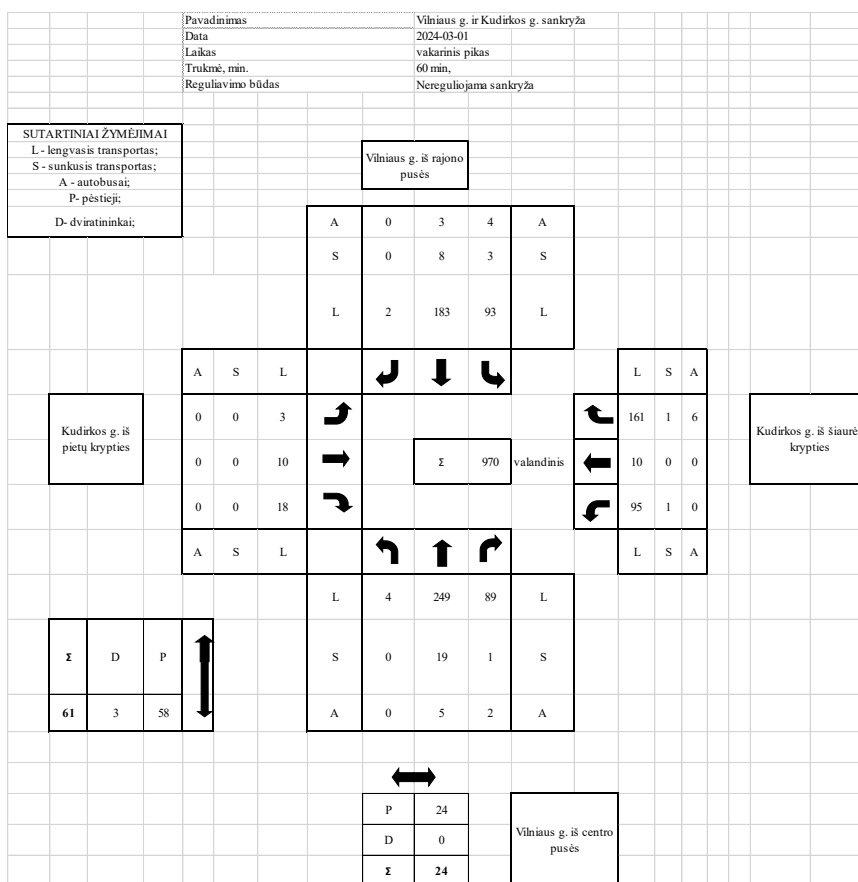 Pavadinimas Vilniaus g. ir Kudirkos g. sankryža
Data 2024-03-01
Laikas vakarinis pikas
Trukmė, min. 60 min,
Reguliavimo būdas Nereguliojama sankryža
SUTARTINIAI ŽYMĖJIMAI
L - lengvasis transportas;
S - sunkusis transportas;
A - autobusai;
P- pėstieji;
D- dviratininkai;
Vilniaus g. iš rajono
pusės
A 0 3 4 A
S 0 8 3 S
L 2 183 93 L
A S L L S A
Kudirkos g. iš
pietų krypties
0 0 3 161 1 6
0 0 10 Σ 970 valandinis 10 0 0
0 0 18 95 1 0
Kudirkos g. iš šiaurė
krypties
A S L L S A
L 4 249 89 L
S 0 19 1 S
A 0 5 2 A
Σ D P
61 3 58
P 24
D 0
Σ 24
Vilniaus g. iš centro
pusės